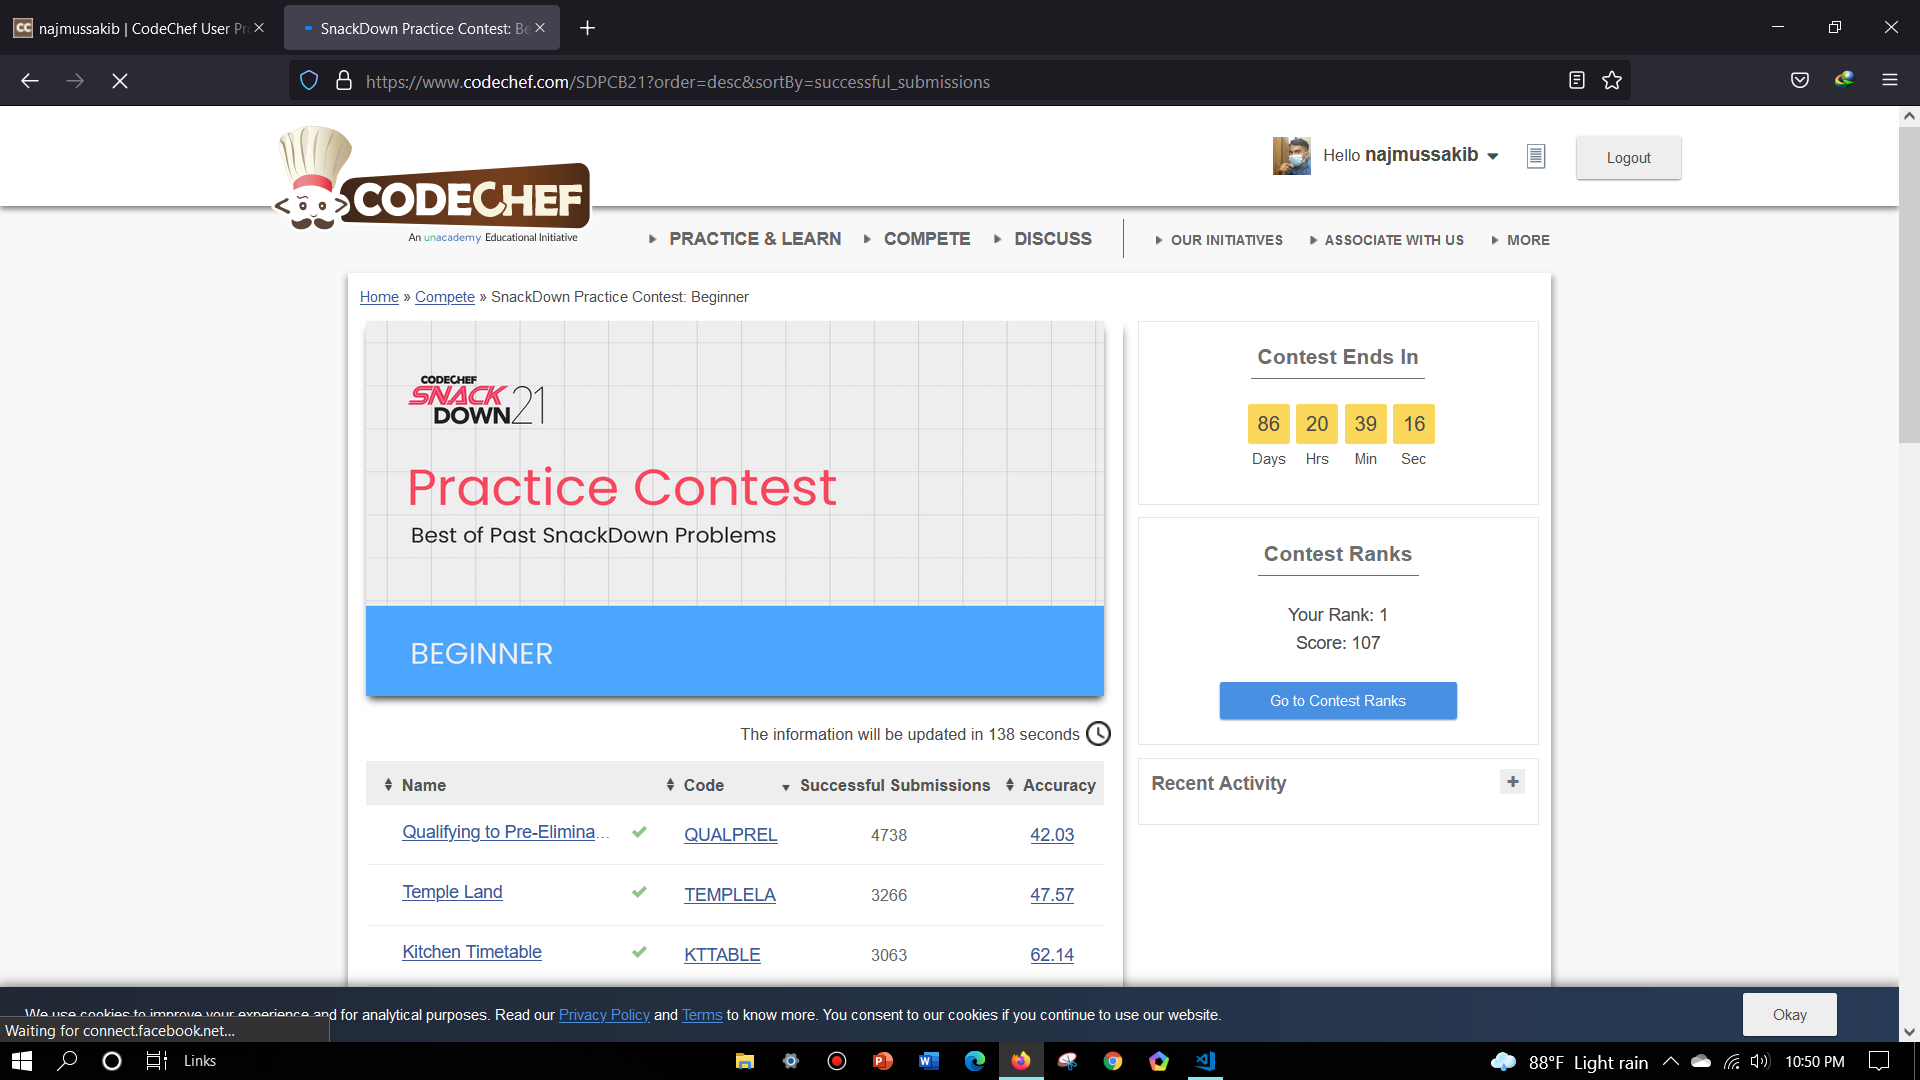 najmussakib | CodeChef User Pr
SnackDown Practice Contest: Be
https://www.codechef.com/SDPCB21?order=desc&sortBy=successful_submissions
CODECHEF
An unacademy Educational Initiative
Hello najmussakib
Logout
PRACTICE & LEARN
COMPETE
DISCUSS
OUR INITIATIVES
ASSOCIATE WITH US
MORE
Home » Compete » SnackDown Practice Contest: Beginner
CODECHEF
SNACK
DOWN21
Practice Contest
Best of Past SnackDown Problems
BEGINNER
Contest Ends In
86 20 39 16
Days Hrs Min Sec
Contest Ranks
Your Rank: 1
Score: 107
Go to Contest Ranks
Recent Activity
+
The information will be updated in 138 seconds
Name Code Successful Submissions Accuracy
Qualifying to Pre-Elimina... QUALPREL 4738 42.03
Temple Land TEMPLELA 3266 47.57
Kitchen Timetable KTTABLE 3063 62.14
We use cookies to improve your experience and for analytical purposes. Read our Privacy Policy and Terms to know more. You consent to our cookies if you continue to use our website.
Okay
Waiting for connect.facebook.net...
Links
88°F Light rain
10:50 PM